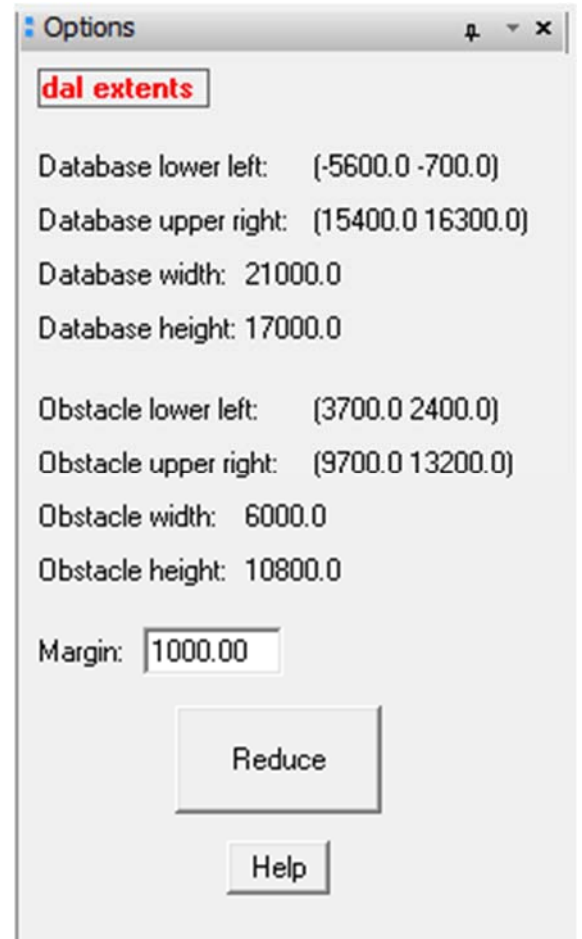 Options
dal extents
Database lower left: (-5600.0 -700.0)
Database upper right: (15400.0 16300.0)
Database width: 21000.0
Database height: 17000.0
Obstacle lower left: (3700.0 2400.0)
Obstacle upper right: (9700.0 13200.0)
Obstacle width: 6000.0
Obstacle height: 10800.0
Margin: 1000.00
Reduce
Help